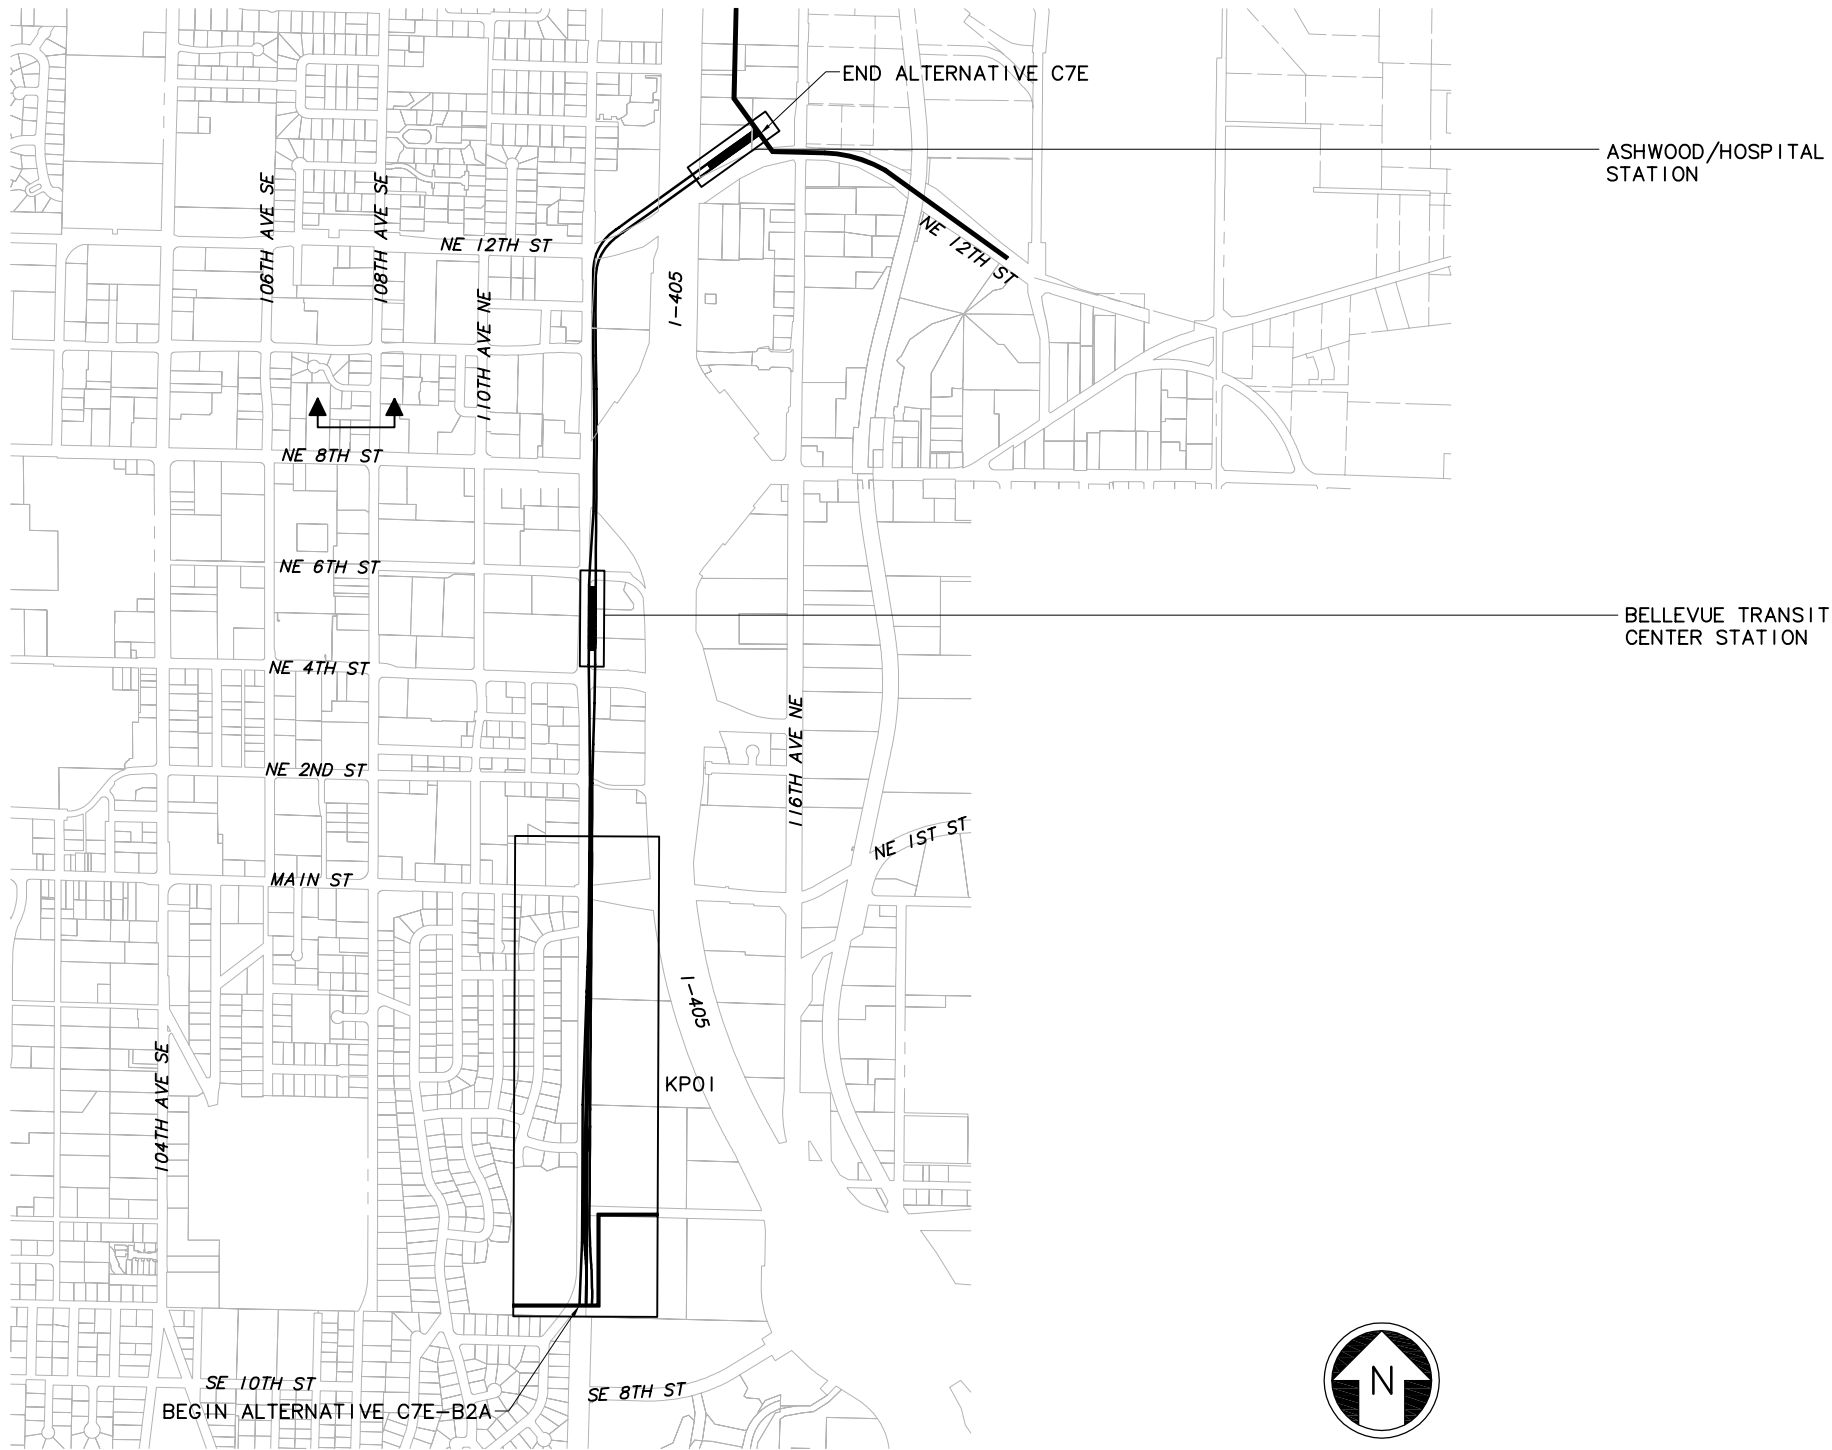 END ALTERNATIVE C7E
ASHWOOD/HOSPITAL
STATION
106TH AVE SE
108TH AVE SE
NE 12TH ST
NE 12TH ST
I-405
110TH AVE NE
NE 8TH ST
NE 6TH ST
BELLEVUE TRANSIT
CENTER STATION
NE 4TH ST
116TH AVE NE
NE 2ND ST
NE 1ST ST
MAIN ST
I-405
KP01
104TH AVE SE
SE 10TH ST
SE 8TH ST
BEGIN ALTERNATIVE C7E-B2A
N